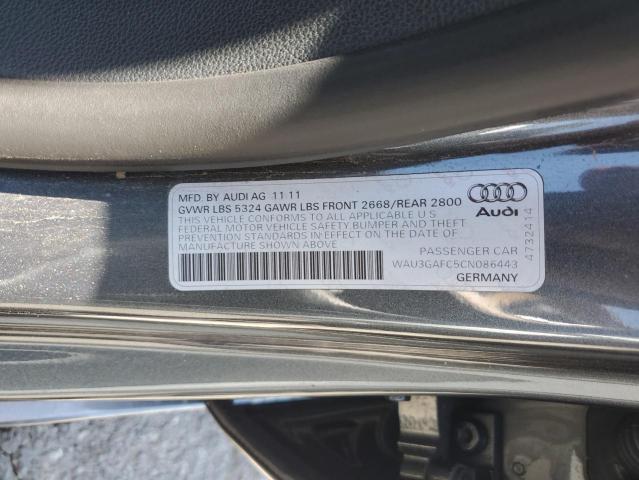 MFD. BY AUDI AG 11 11
GVWR LBS 5324 GAWR LBS FRONT 2668/REAR 2800
THIS VEHICLE CONFORMS TO ALL APPLICABLE U S
FEDERAL MOTOR VEHICLE SAFETY BUMPER AND THEFT
PREVENTION STANDARDS IN EFFECT ON THE DATE OF
MANUFACTURE SHOWN ABOVE
Audi
PASSENGER CAR
WAU3GAFC5CN086443
GERMANY
4732414